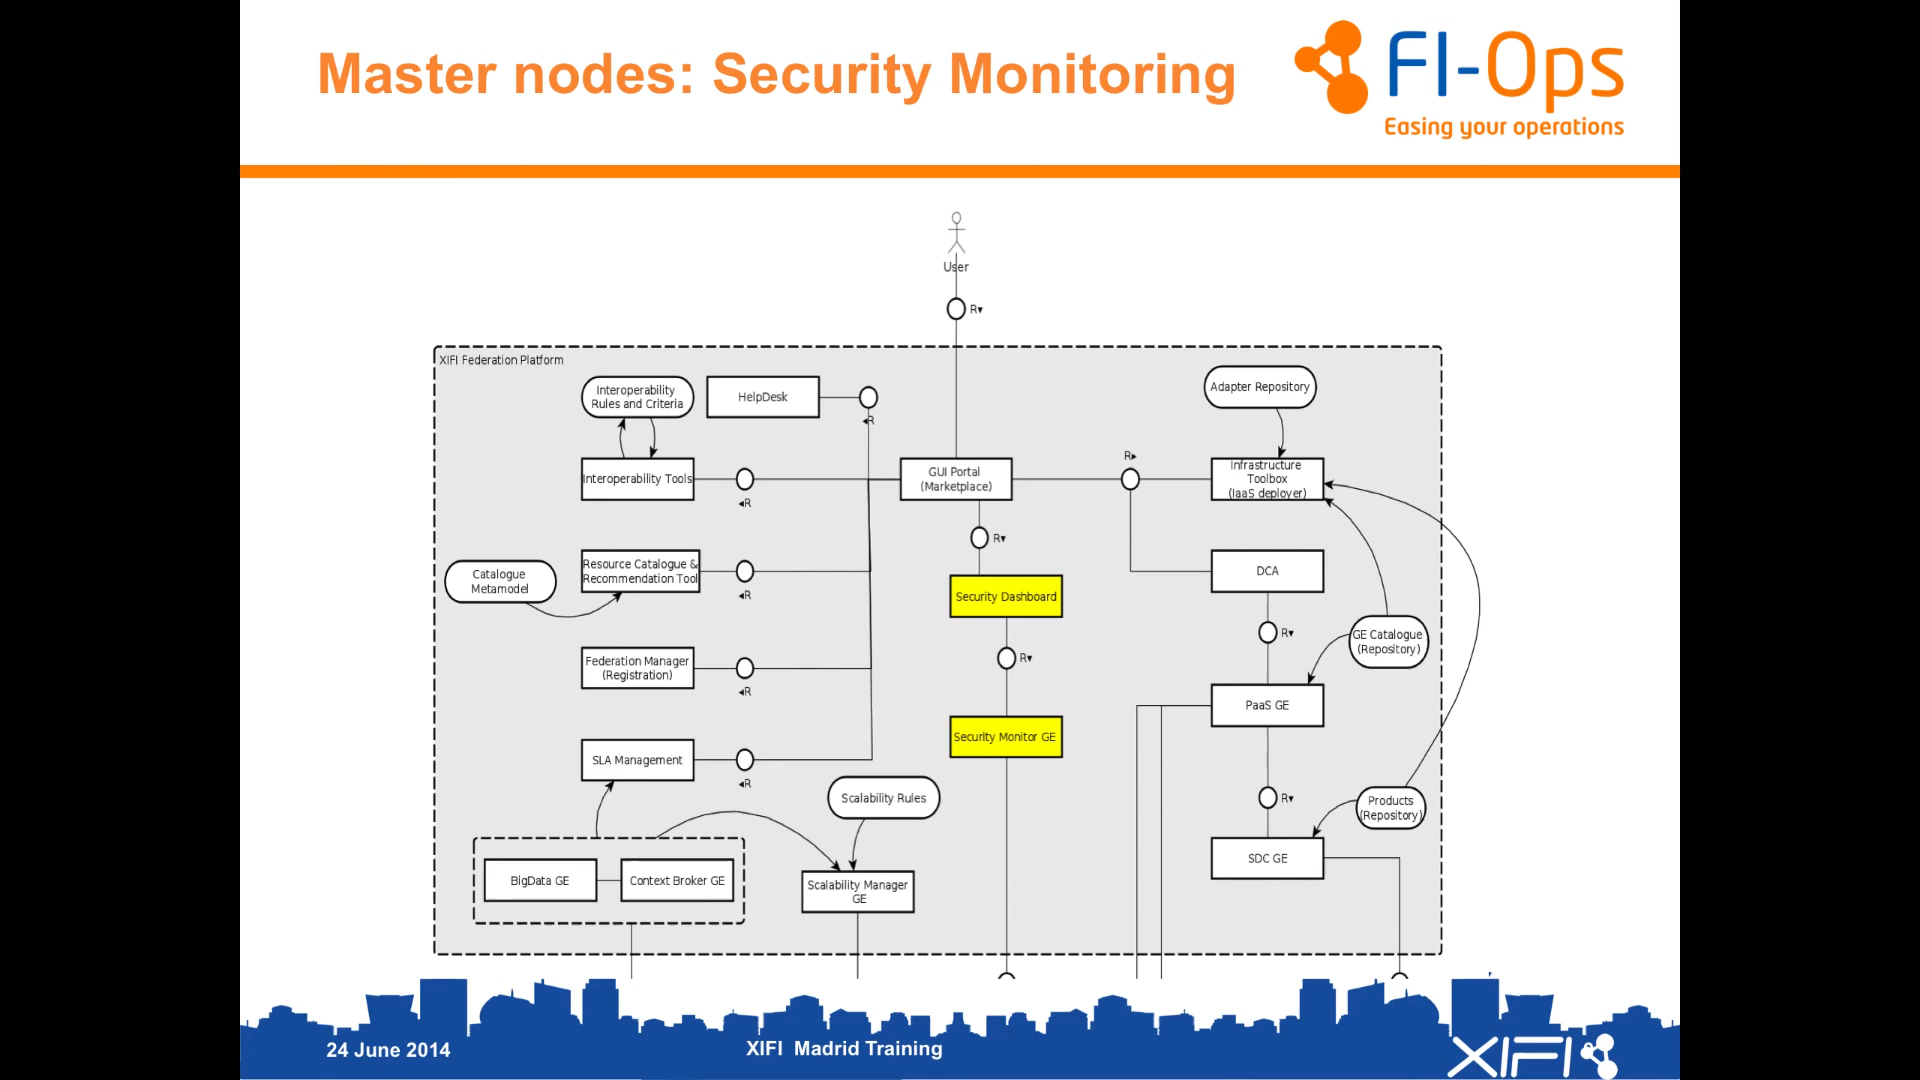 Master nodes: Security Monitoring
FI-Ops
Easing your operations
User
R▾
XIFI Federation Platform
Interoperability
Rules and Criteria
HelpDesk
◂R
Adapter Repository
Interoperability Tools
◂R
GUI Portal
(Marketplace)
R▸
Infrastructure
Toolbox
(IaaS deployer)
R▾
Catalogue
Metamodel
Resource Catalogue &
Recommendation Tool
◂R
Security Dashboard
DCA
R▾
R▾
GE Catalogue
(Repository)
Federation Manager
(Registration)
◂R
PaaS GE
Security Monitor GE
SLA Management
◂R
Scalability Rules
R▾
Products
(Repository)
BigData GE
Context Broker GE
Scalability Manager
GE
SDC GE
24 June 2014
XIFI Madrid Training
XIFI